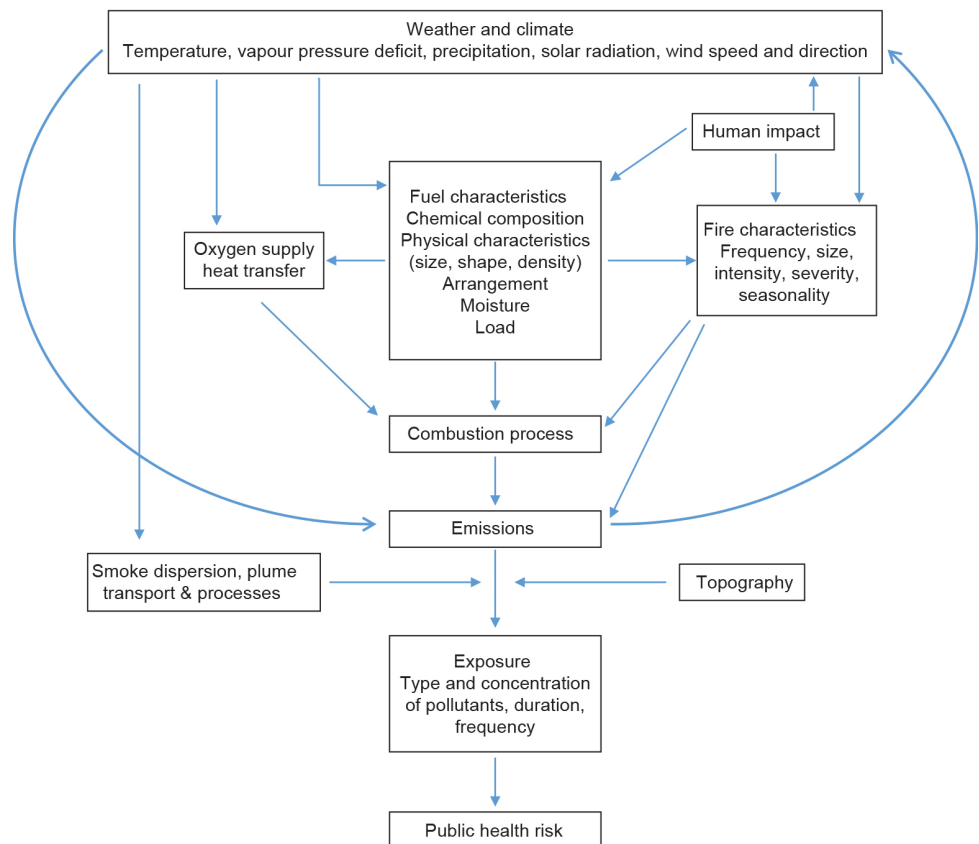 Weather and climate
Temperature, vapour pressure deficit, precipitation, solar radiation, wind speed and direction
Human impact
Fuel characteristics
Chemical composition
Physical characteristics
(size, shape, density)
Arrangement
Moisture
Load
Oxygen supply
heat transfer
Fire characteristics
Frequency, size,
intensity, severity,
seasonality
Combustion process
Emissions
Smoke dispersion, plume
transport & processes
Topography
Exposure
Type and concentration
of pollutants, duration,
frequency
Public health risk